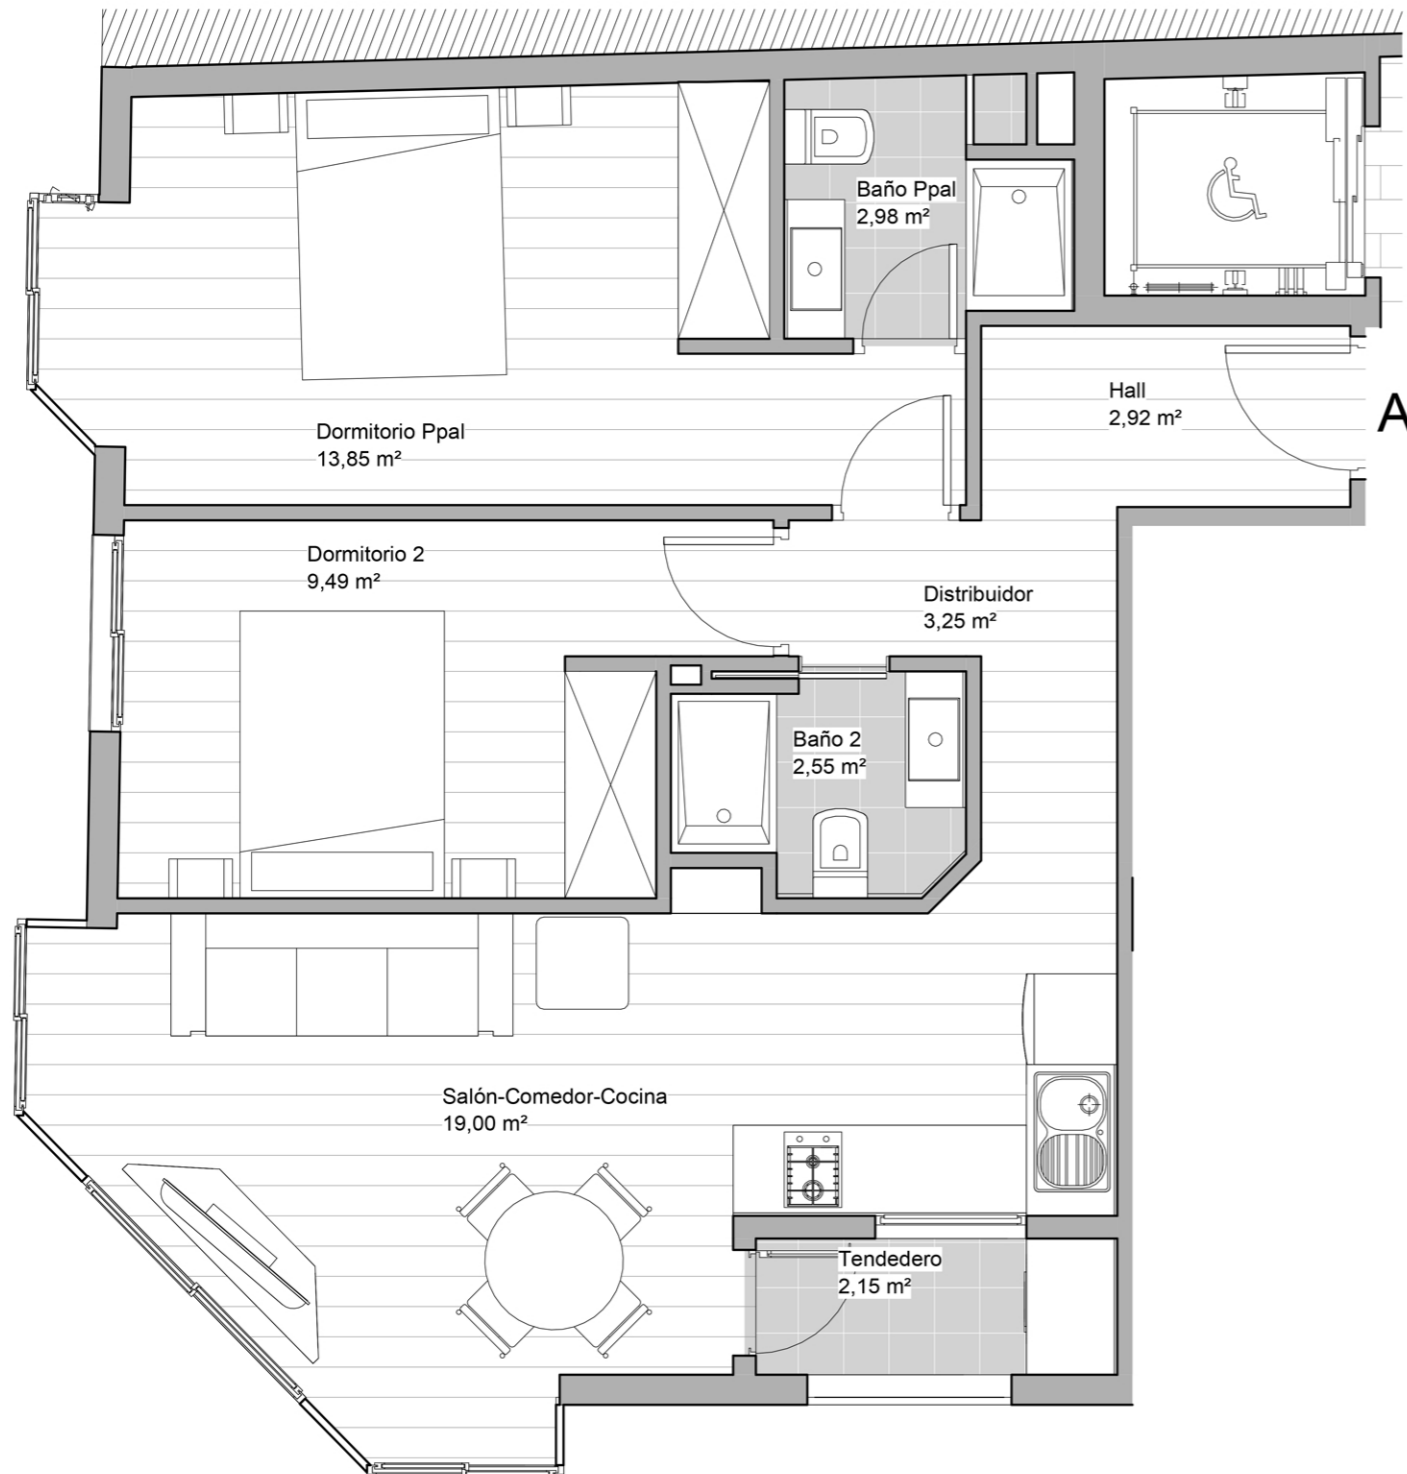 Baño Ppal
2,98 m²
Hall
2,92 m²
A
Dormitorio Ppal
13,85 m²
Dormitorio 2
9,49 m²
Distribuidor
3,25 m²
Baño 2
2,55 m²
Salón-Comedor-Cocina
19,00 m²
Tendedero
2,15 m²